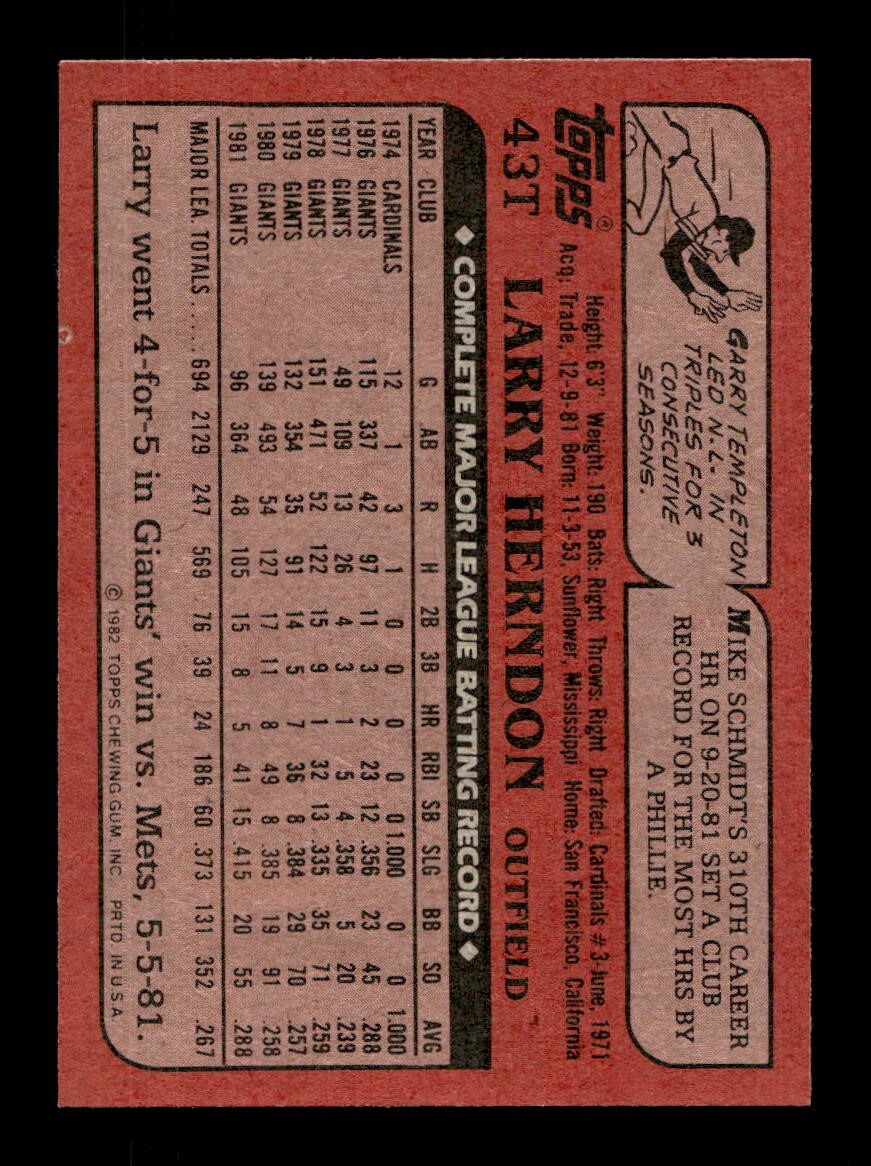 GARRY TEMPLETON
LED N.L. IN
TRIPLES FOR 3
CONSECUTIVE
SEASONS.
MIKE SCHMIDT'S 310TH CAREER
HR ON 9-20-81 SET A CLUB
RECORD FOR THE MOST HRS BY
A PHILLIE.
topps®
Height 6'3" Weight: 190 Bats: Right Throws: Right Drafted: Cardinals #3-June, 1971
Acq: Trade, 12-9-81 Born: 11-3-53, Sunflower, Mississippi Home: San Francisco, California
43T LARRY HERNDON OUTFIELD
◆ COMPLETE MAJOR LEAGUE BATTING RECORD ◆
YEAR CLUB G AB R H 2B 3B HR RBI SB SLG BB SO AVG
1974 CARDINALS 12 1 3 1 0 0 0 0 0 1.000 0 0 1.000
1976 GIANTS 115 337 42 97 11 3 2 23 12 .356 23 45 .288
1977 GIANTS 49 109 13 26 4 3 1 5 4 .358 5 20 .239
1978 GIANTS 151 471 52 122 15 9 1 32 13 .335 35 71 .259
1979 GIANTS 132 354 35 91 14 5 7 36 8 .384 29 70 .257
1980 GIANTS 139 493 54 127 17 11 8 49 8 .385 19 91 .258
1981 GIANTS 96 364 48 105 15 8 5 41 15 .415 20 55 .288
MAJOR LEA. TOTALS ..... 694 2129 247 569 76 39 24 186 60 .373 131 352 .267
Larry went 4-for-5 in Giants' win vs. Mets, 5-5-81.
© 1982 TOPPS CHEWING GUM, INC. PRTD. IN U.S.A.